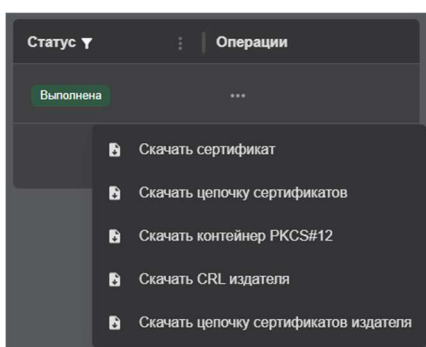 Статус
Операции
Выполнена
Скачать сертификат
Скачать цепочку сертификатов
Скачать контейнер PKCS#12
Скачать CRL издателя
Скачать цепочку сертификатов издателя